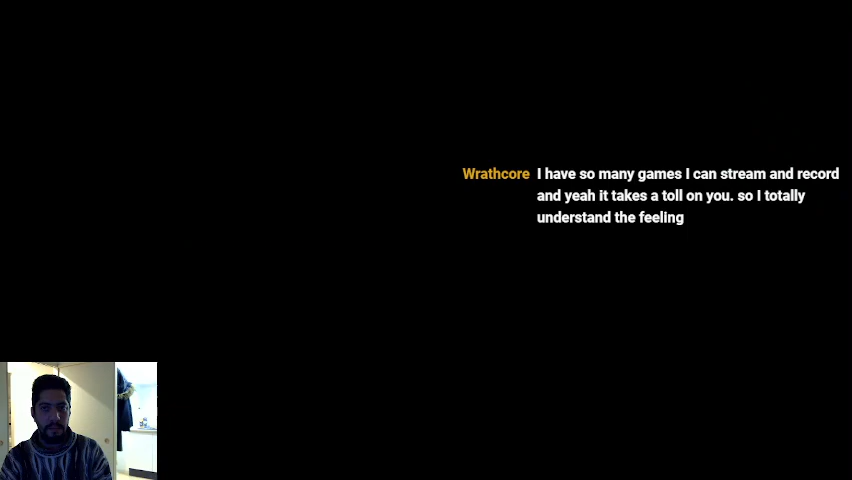 Wrathcore I have so many games I can stream and record
and yeah it takes a toll on you. so I totally
understand the feeling